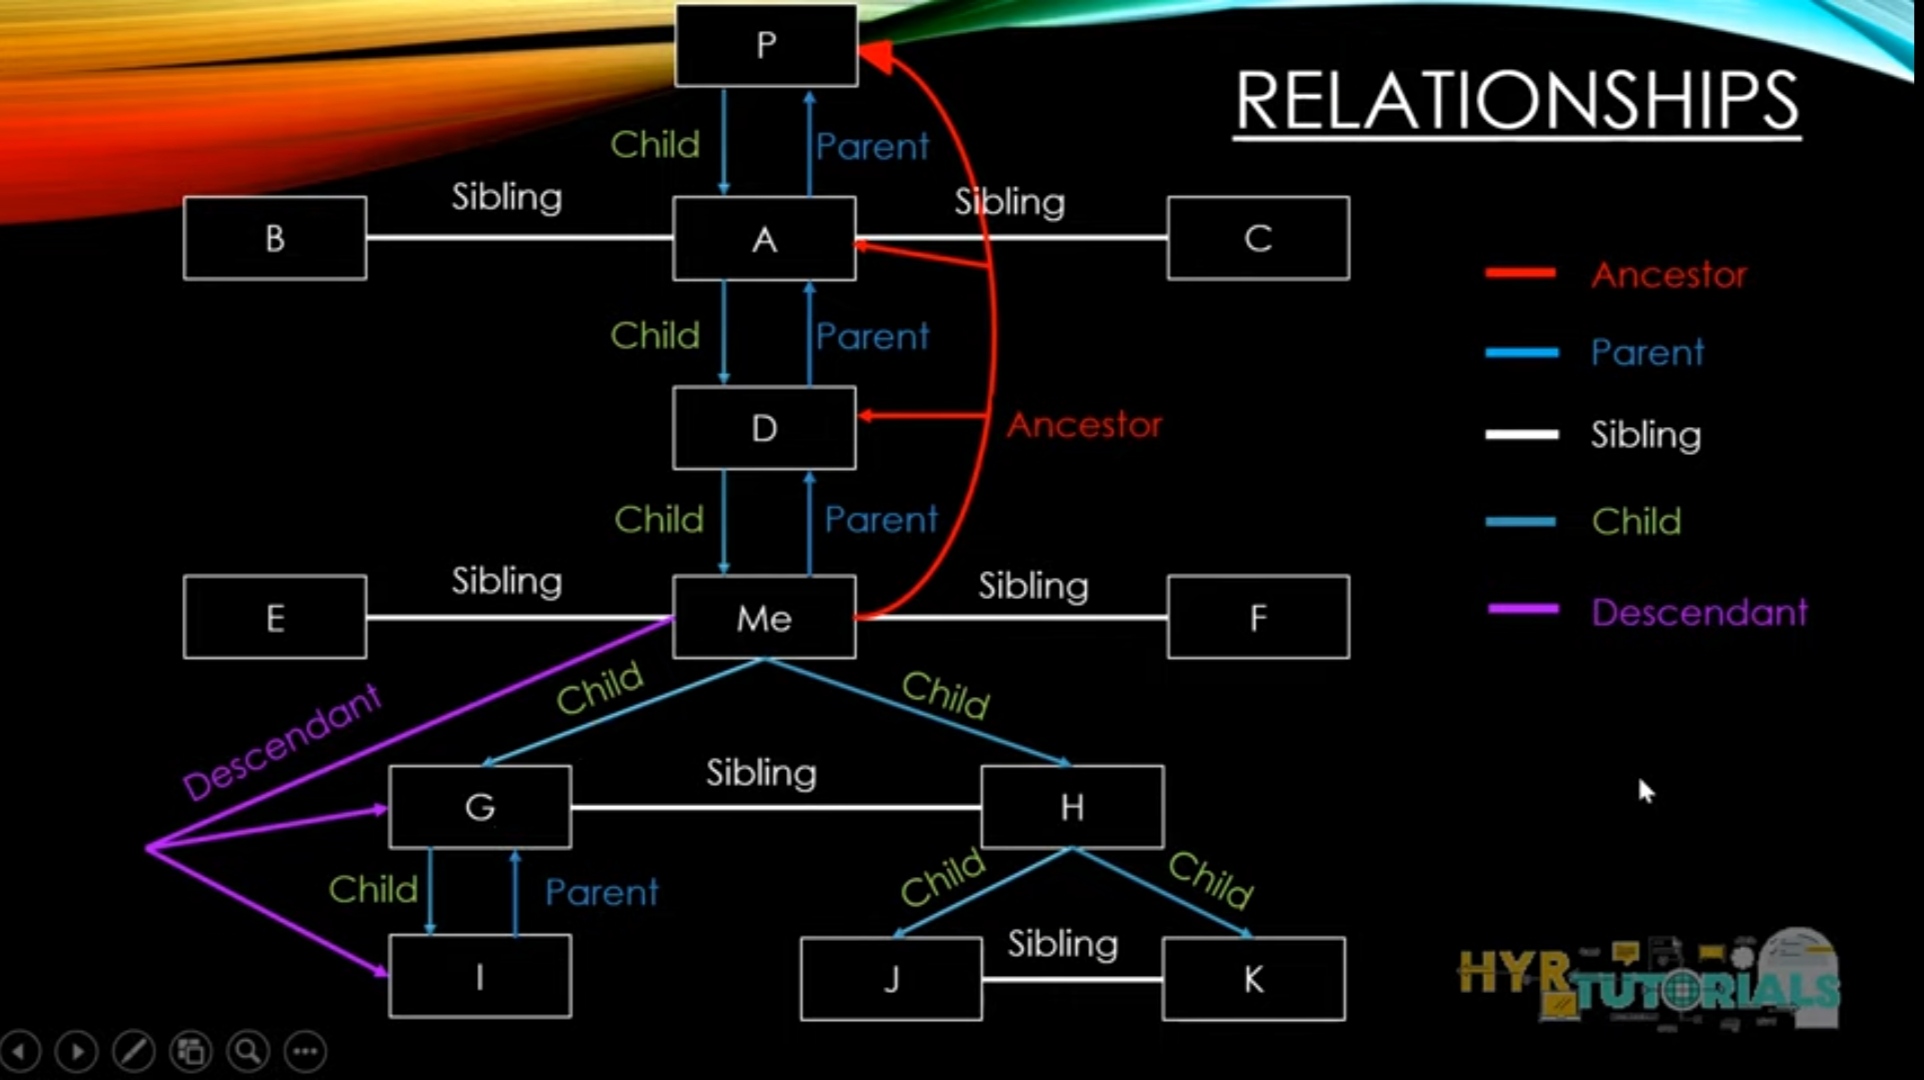 P
RELATIONSHIPS
Child
Parent
Sibling
Sibling
B
A
C
Ancestor
Child
Parent
Parent
D
Ancestor
Sibling
Child
Parent
Child
Sibling
Sibling
E
Me
F
Descendant
Child
Child
Descendant
Sibling
G
H
Child
Parent
Child
Child
Sibling
I
J
K
HYR
TUTORIALS